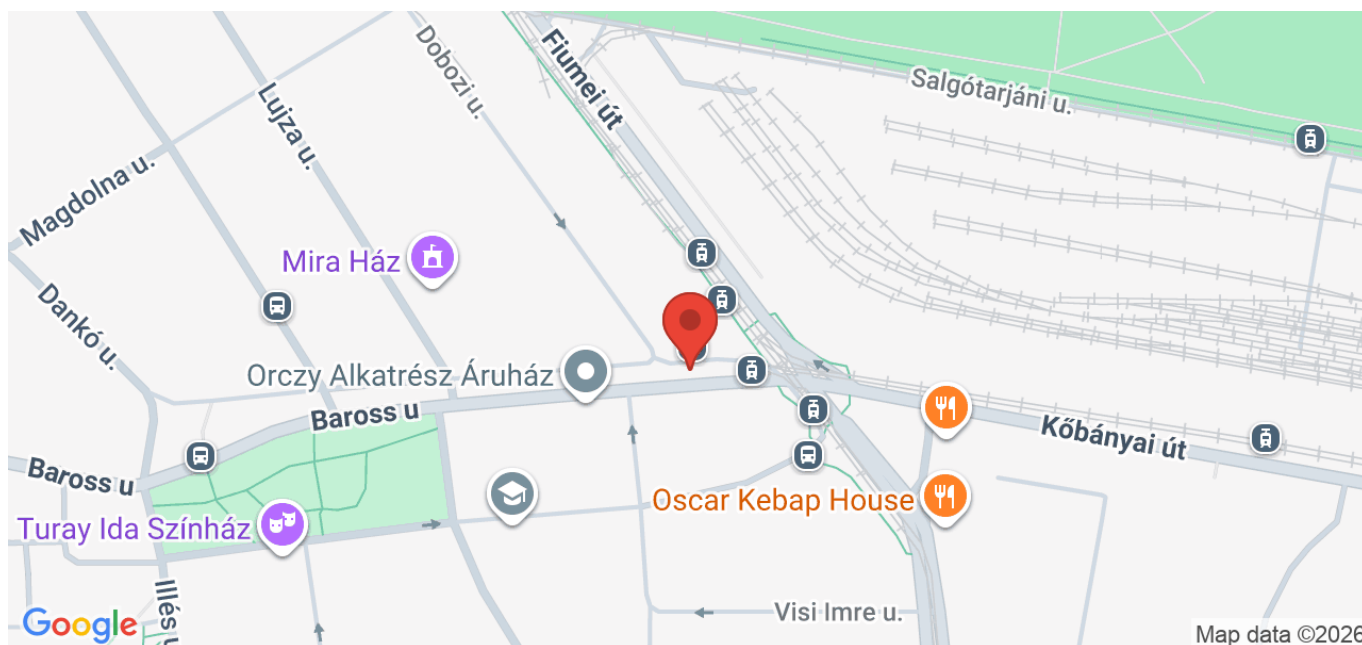 Fiumei út
Dobozi u.
Salgótarjáni u.
Lujza u.
Magdolna u.
Mira Ház
Dankó u.
Orczy Alkatrész Áruház
Baross u
Kőbányai út
Baross u
Oscar Kebap House
Turay Ida Színház
Illés u
Visi Imre u.
Google
Map data ©2026